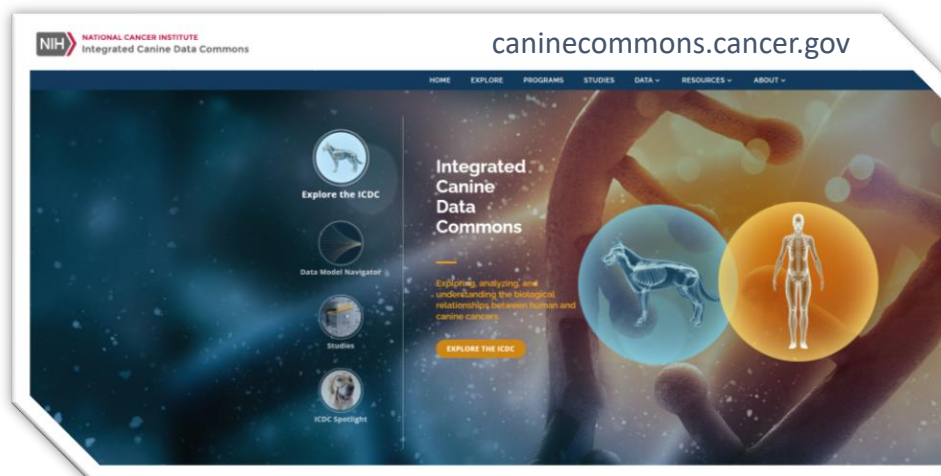 NIH
NATIONAL CANCER INSTITUTE
Integrated Canine Data Commons
caninecommons.cancer.gov
HOME EXPLORE PROGRAMS STUDIES DATA RESOURCES ABOUT
Explore the ICDC
Data Model Navigator
Studies
ICDC Spotlight
Integrated
Canine
Data
Commons
Exploring, analyzing, and
understanding the biological
relationships between human and
canine cancers
EXPLORE THE ICDC